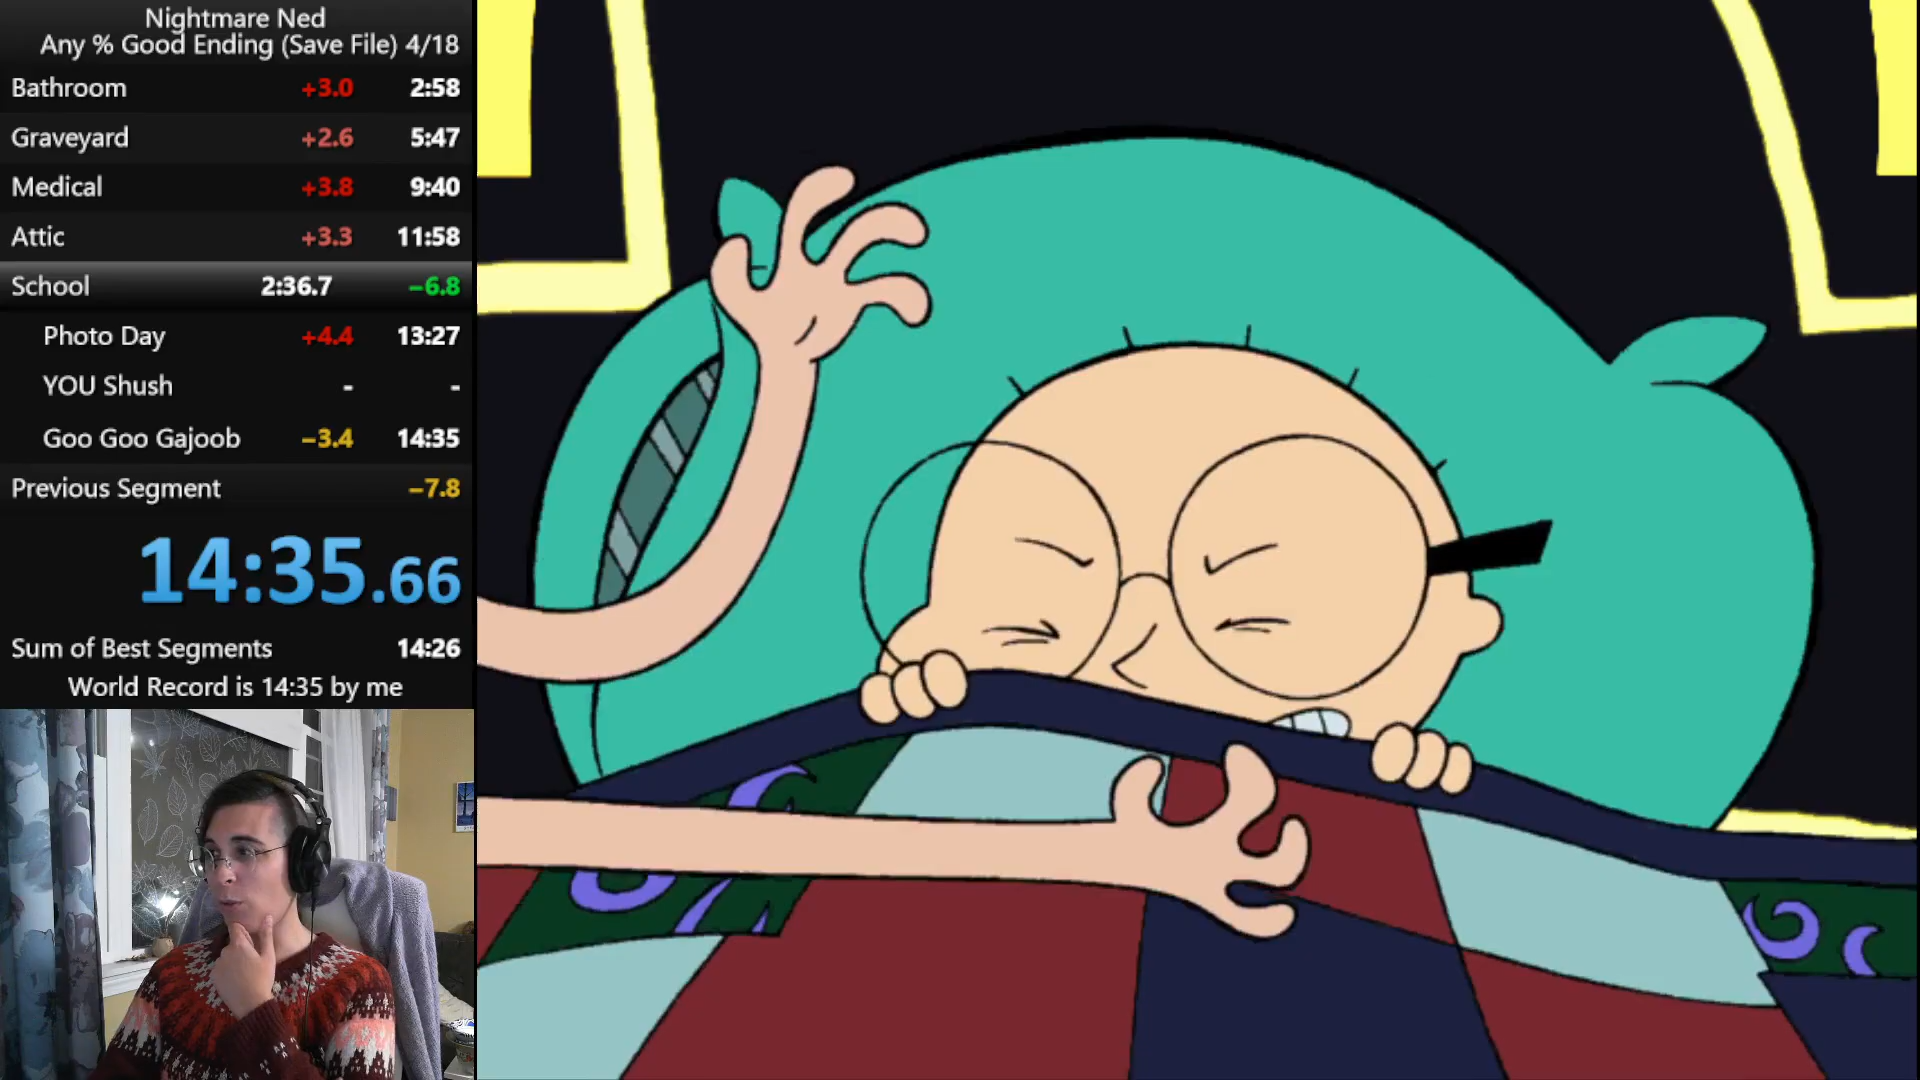 Nightmare Ned
Any % Good Ending (Save File) 4/18
Bathroom +3.0 2:58
Graveyard +2.6 5:47
Medical +3.8 9:40
Attic +3.3 11:58
School 2:36.7 −6.8
Photo Day +4.4 13:27
YOU Shush - -
Goo Goo Gajoob −3.4 14:35
Previous Segment −7.8
14:35.66
Sum of Best Segments 14:26
World Record is 14:35 by me